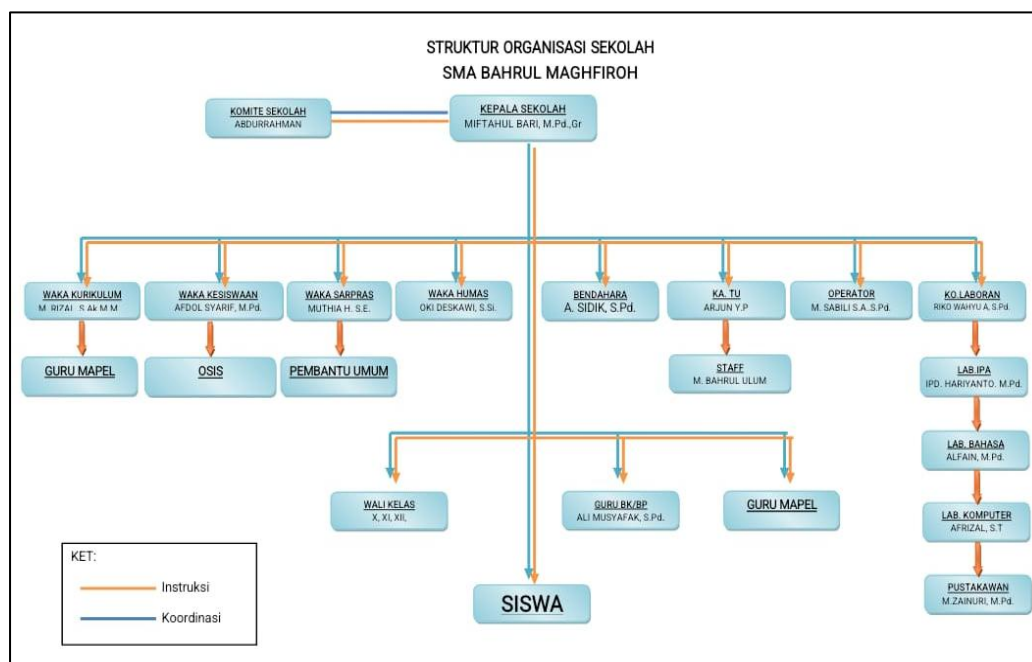 STRUKTUR ORGANISASI SEKOLAH
SMA BAHRUL MAGHFIROH
KOMITE SEKOLAH
ABDURRAHMAN
KEPALA SEKOLAH
MIFTAHUL BARI, M.Pd.,Gr
WAKA KURIKULUM
M. RIZAL, S.Ak.M.M
WAKA KESISWAAN
AFDOL SYARIF, M.Pd.
WAKA SARPRAS
MUTHIA H. S.E.
WAKA HUMAS
OKI DESKAWI, S.Si.
BENDAHARA
A. SIDIK, S.Pd.
KA. TU
ARJUN Y.P
OPERATOR
M. SABILI S.A..S.Pd.
KO.LABORAN
RIKO WAHYU A, S.Pd.
GURU MAPEL
OSIS
PEMBANTU UMUM
STAFF
M. BAHRUL ULUM
LAB.IPA
IPD. HARIYANTO. M.Pd.
LAB. BAHASA
ALFAIN, M.Pd.
WALI KELAS
X, XI, XII,
GURU BK/BP
ALI MUSYAFAK, S.Pd.
GURU MAPEL
LAB. KOMPUTER
AFRIZAL, S.T
PUSTAKAWAN
M.ZAINURI, M.Pd.
SISWA
KET:
Instruksi
Koordinasi